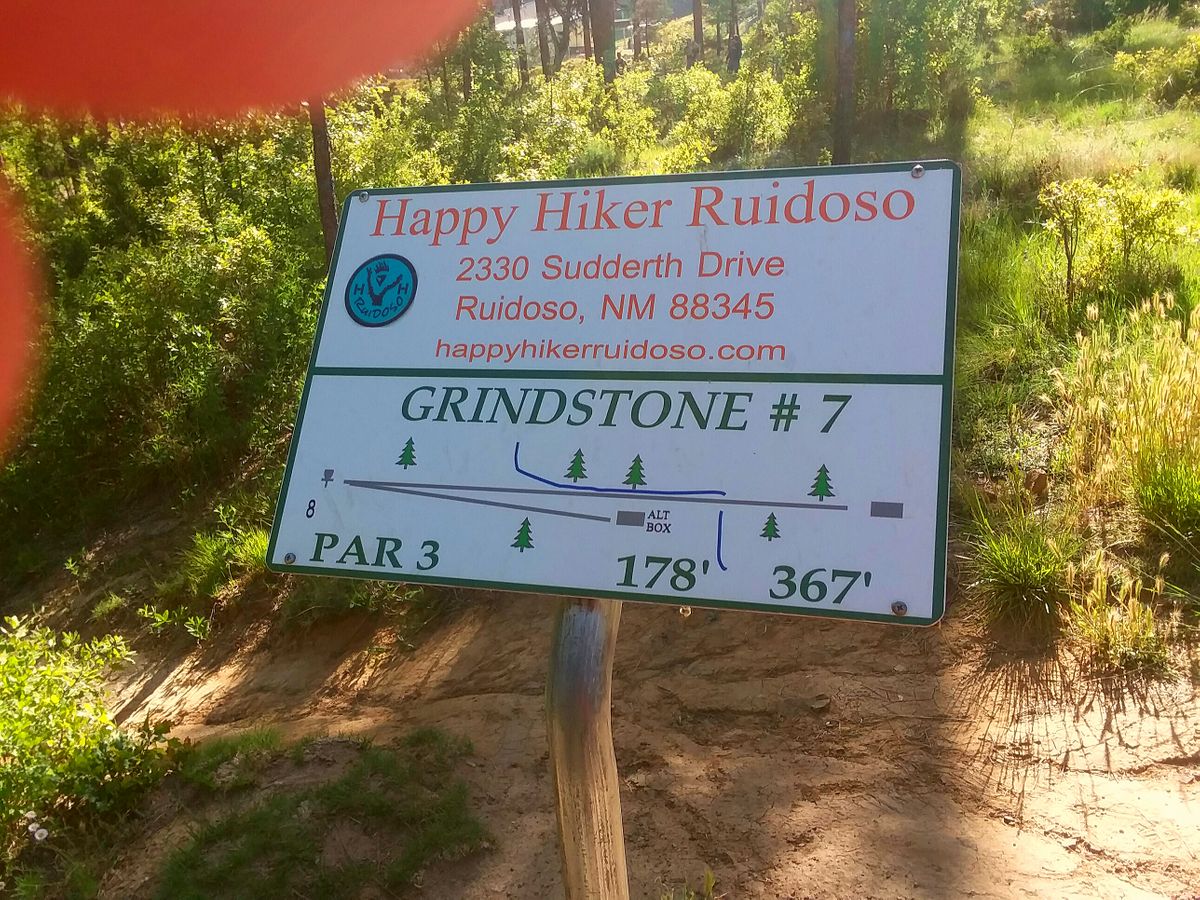 Happy Hiker Ruidoso
2330 Sudderth Drive
H H
RUIDOSO
Ruidoso, NM 88345
happyhikerruidoso.com
GRINDSTONE # 7
8
ALT
BOX
PAR 3
178'
367'